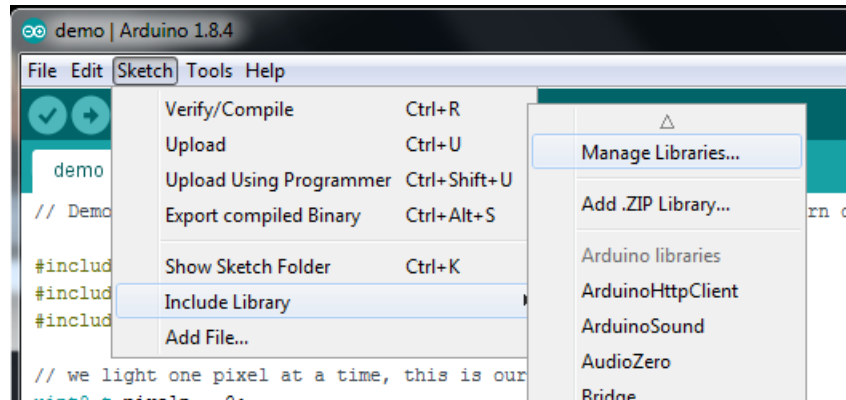 demo | Arduino 1.8.4
File Edit Sketch Tools Help
Verify/Compile Ctrl+R
Upload Ctrl+U
Upload Using Programmer Ctrl+Shift+U
Export compiled Binary Ctrl+Alt+S
Show Sketch Folder Ctrl+K
Include Library
Add File...
Manage Libraries...
Add .ZIP Library...
Arduino libraries
ArduinoHttpClient
ArduinoSound
AudioZero
Bridge
demo
// Demo
#includ
#includ
#includ
// we light one pixel at a time, this is our